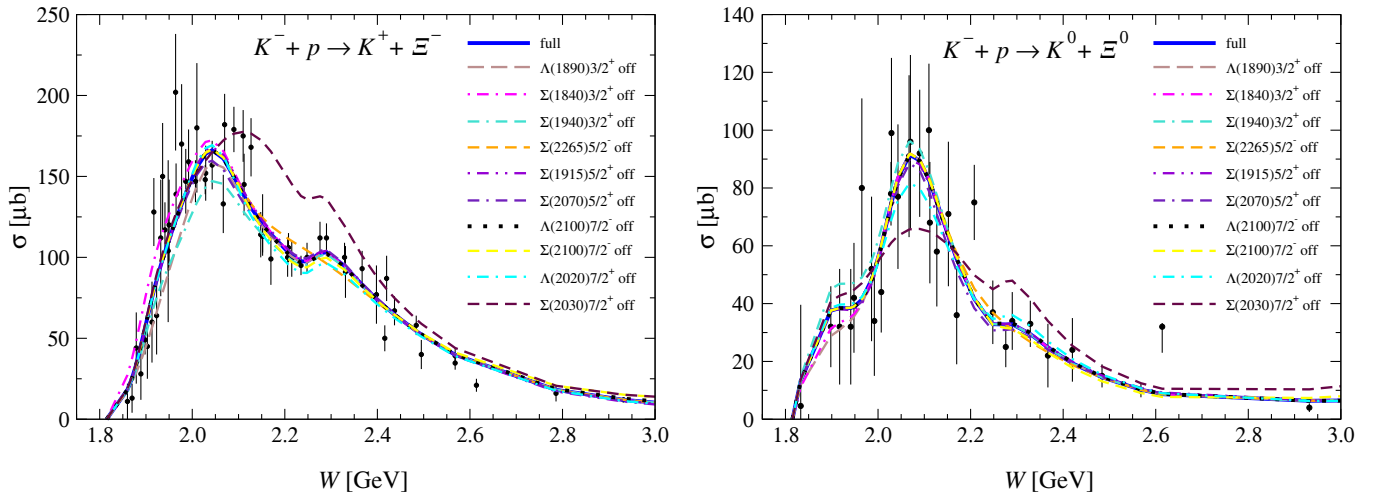 K⁻ + p → K⁺ + Ξ⁻
full
Λ(1890)3/2⁺ off
Σ(1840)3/2⁺ off
Σ(1940)3/2⁺ off
Σ(2265)5/2⁻ off
Σ(1915)5/2⁺ off
Σ(2070)5/2⁺ off
Λ(2100)7/2⁻ off
Σ(2100)7/2⁻ off
Λ(2020)7/2⁺ off
Σ(2030)7/2⁺ off
250
200
150
100
50
0
σ [μb]
1.8 2.0 2.2 2.4 2.6 2.8 3.0
W [GeV]
K⁻ + p → K⁰ + Ξ⁰
full
Λ(1890)3/2⁺ off
Σ(1840)3/2⁺ off
Σ(1940)3/2⁺ off
Σ(2265)5/2⁻ off
Σ(1915)5/2⁺ off
Σ(2070)5/2⁺ off
Λ(2100)7/2⁻ off
Σ(2100)7/2⁻ off
Λ(2020)7/2⁺ off
Σ(2030)7/2⁺ off
140
120
100
80
60
40
20
0
σ [μb]
1.8 2.0 2.2 2.4 2.6 2.8 3.0
W [GeV]